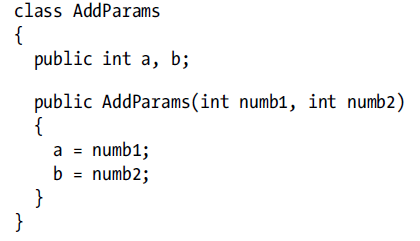 class AddParams
{
  public int a, b;

  public AddParams(int numb1, int numb2)
  {
    a = numb1;
    b = numb2;
  }
}